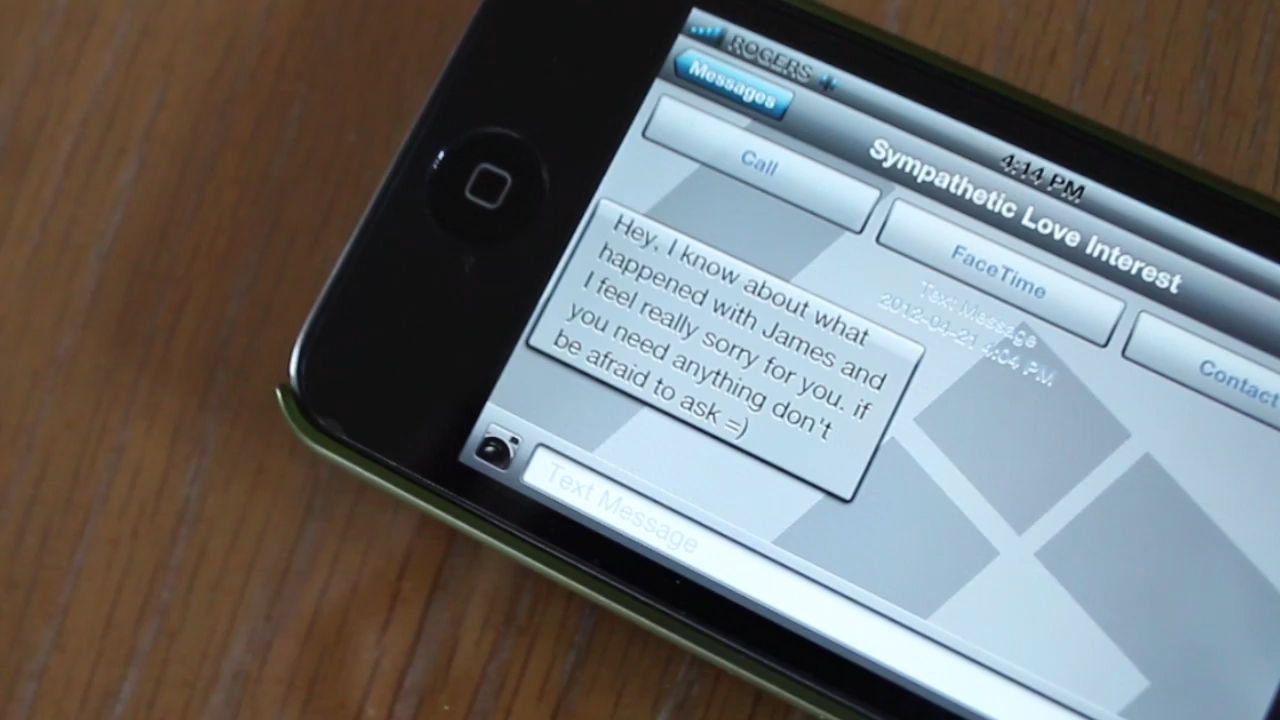 ROGERS
4:14 PM
Messages
Sympathetic Love Interest
Call
FaceTime
Contact
Text Message
2012-04-21 4:04 PM
Hey, I know about what
happened with James and
I feel really sorry for you. if
you need anything don't
be afraid to ask =)
Text Message